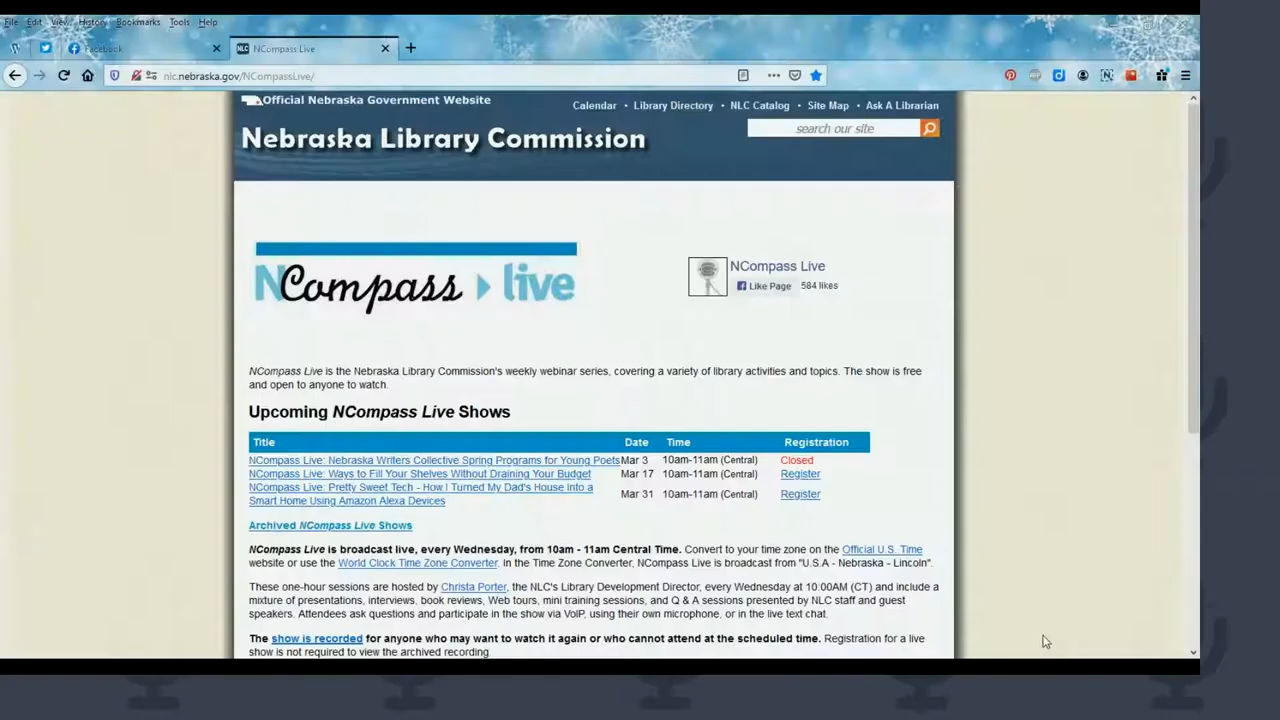 File Edit View History Bookmarks Tools Help
Facebook
NLC NCompass Live
nlc.nebraska.gov/NCompassLive/
Official Nebraska Government Website
Calendar • Library Directory • NLC Catalog • Site Map • Ask A Librarian
Nebraska Library Commission
search our site
NCompass live
NCompass Live
Like Page 584 likes
NCompass Live is the Nebraska Library Commission's weekly webinar series, covering a variety of library activities and topics. The show is free
and open to anyone to watch.
Upcoming NCompass Live Shows
Title Date Time Registration
NCompass Live: Nebraska Writers Collective Spring Programs for Young Poets Mar 3 10am-11am (Central) Closed
NCompass Live: Ways to Fill Your Shelves Without Draining Your Budget Mar 17 10am-11am (Central) Register
NCompass Live: Pretty Sweet Tech - How I Turned My Dad's House Into a
Smart Home Using Amazon Alexa Devices Mar 31 10am-11am (Central) Register
Archived NCompass Live Shows
NCompass Live is broadcast live, every Wednesday, from 10am - 11am Central Time. Convert to your time zone on the Official U.S. Time
website or use the World Clock Time Zone Converter. In the Time Zone Converter, NCompass Live is broadcast from "U.S.A - Nebraska - Lincoln".
These one-hour sessions are hosted by Christa Porter, the NLC's Library Development Director, every Wednesday at 10:00AM (CT) and include a
mixture of presentations, interviews, book reviews, Web tours, mini training sessions, and Q & A sessions presented by NLC staff and guest
speakers. Attendees ask questions and participate in the show via VoIP, using their own microphone, or in the live text chat.
The show is recorded for anyone who may want to watch it again or who cannot attend at the scheduled time. Registration for a live
show is not required to view the archived recording.